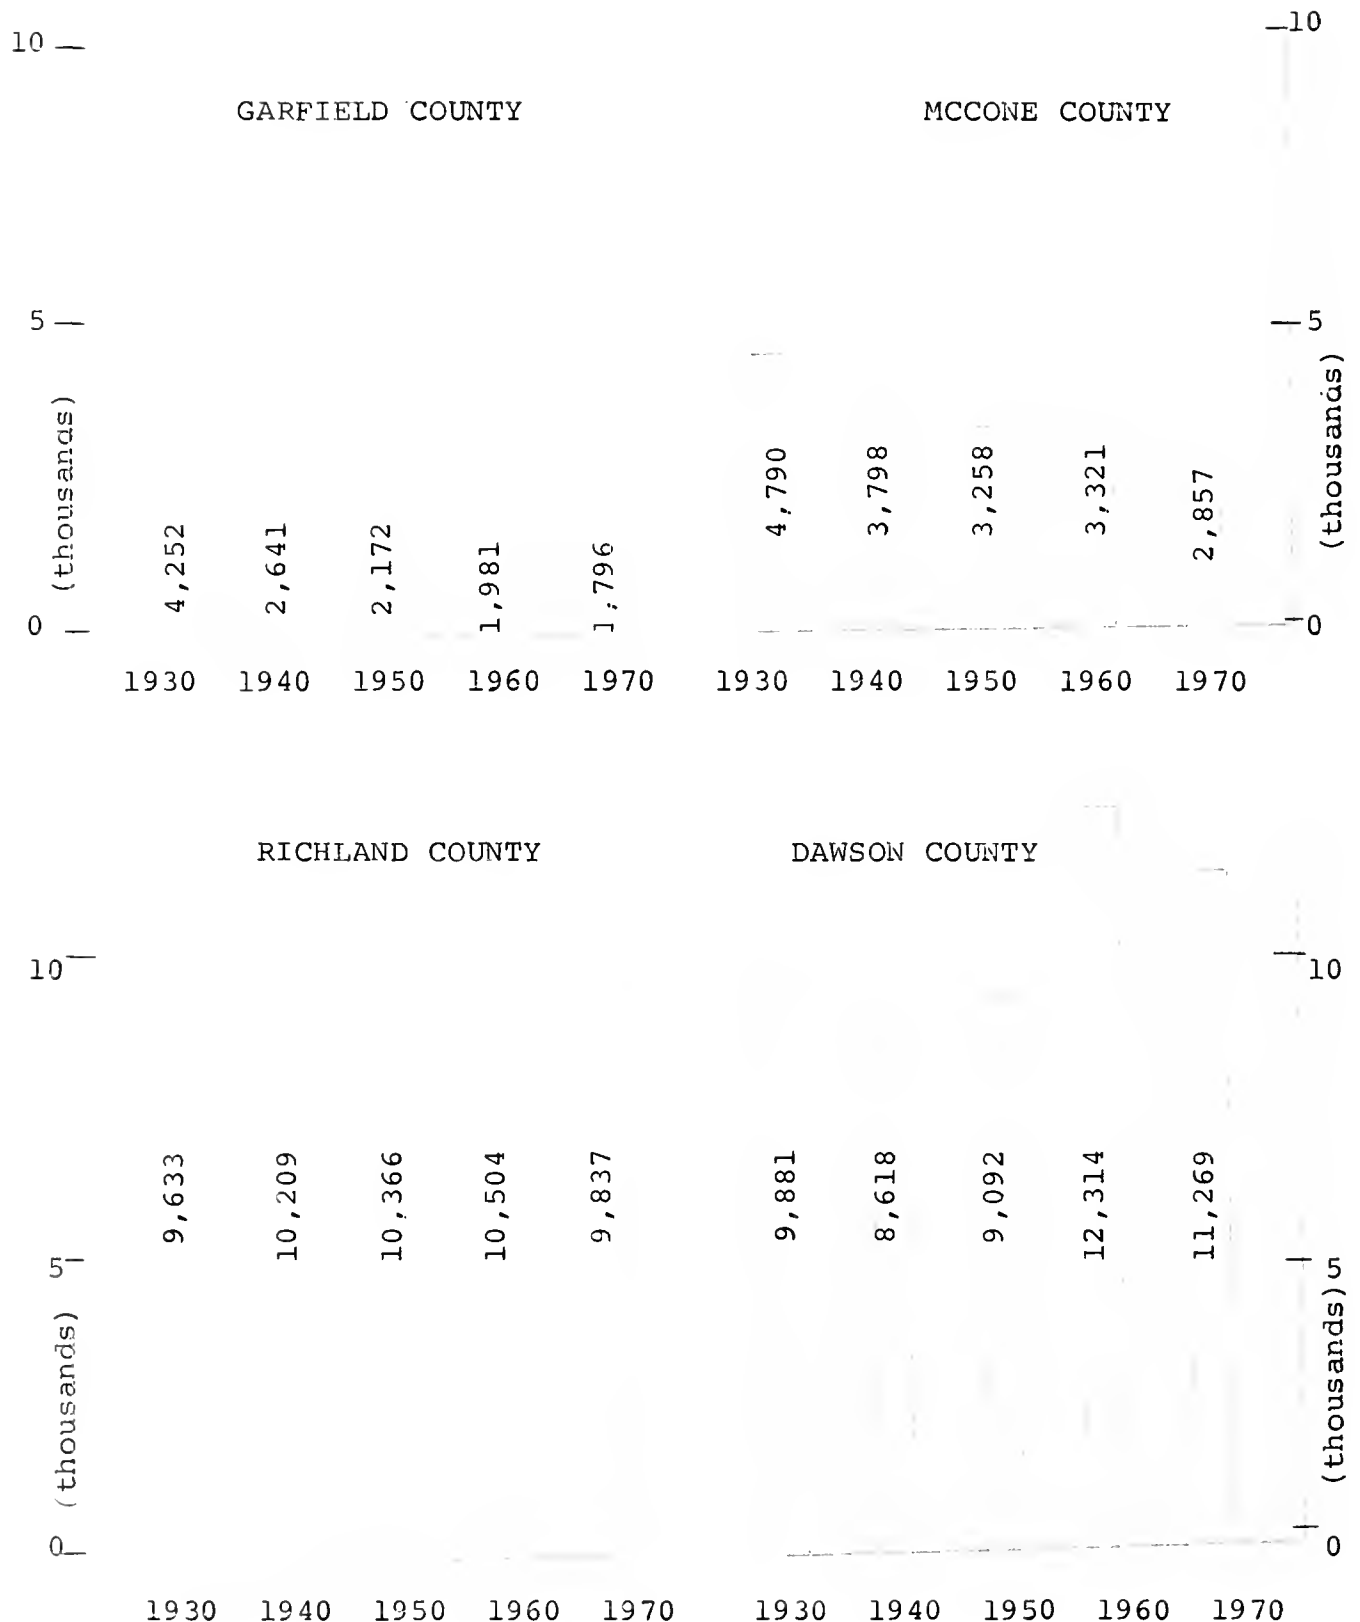 GARFIELD COUNTY
10
5
0
(thousands)
4,252
2,641
2,172
1,981
1,796
1930 1940 1950 1960 1970
MCCONE COUNTY
10
5
0
(thousands)
4,790
3,798
3,258
3,321
2,857
1930 1940 1950 1960 1970
RICHLAND COUNTY
10
5
0
(thousands)
9,633
10,209
10,366
10,504
9,837
1930 1940 1950 1960 1970
DAWSON COUNTY
10
5
0
(thousands)
9,881
8,618
9,092
12,314
11,269
1930 1940 1950 1960 1970